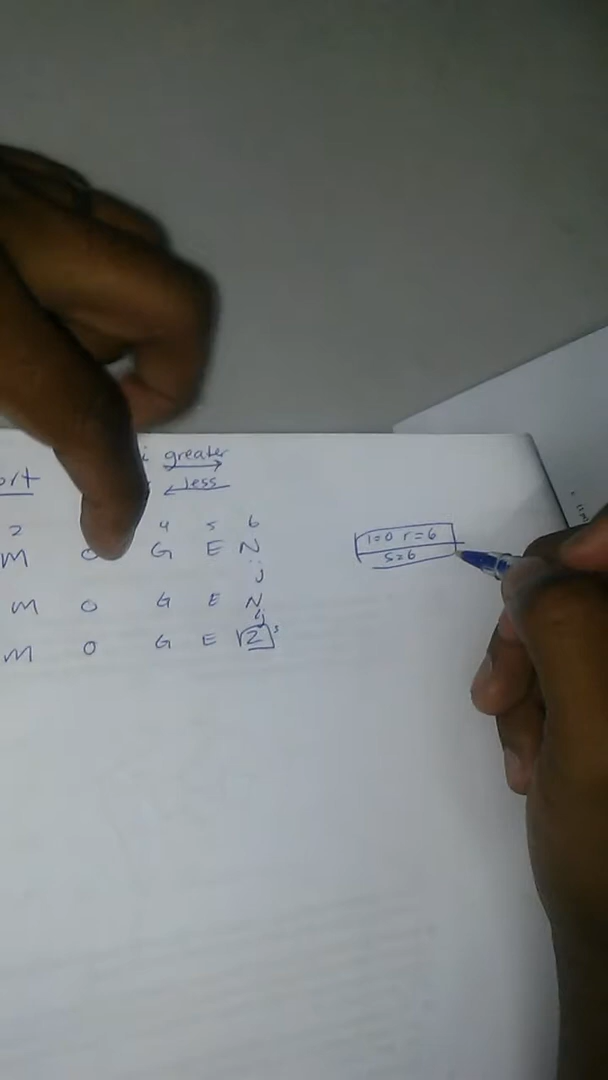 i greater
ort less
2 4 5 6
M O G E N
j
M O G E N
j
M O G E Z s
l=0 r=6
s=6